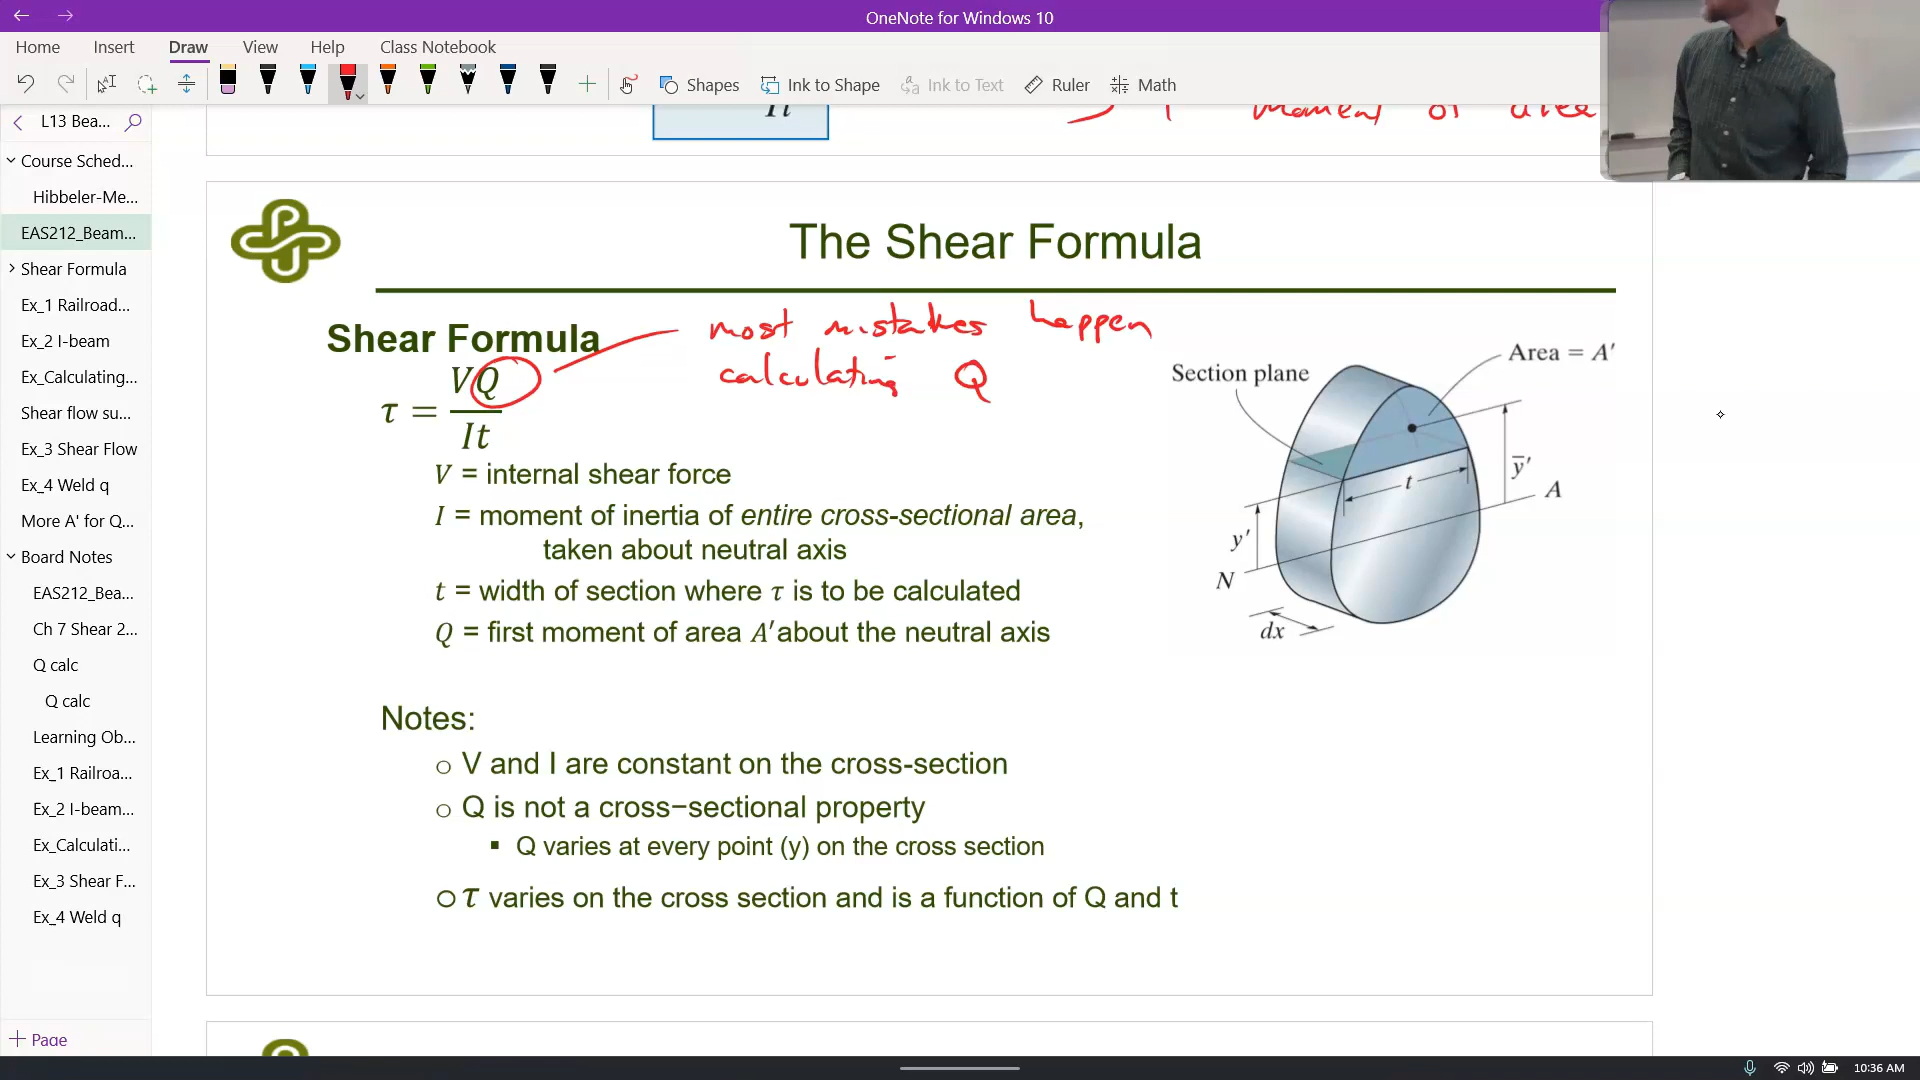 OneNote for Windows 10
Home Insert Draw View Help Class Notebook
Shapes Ink to Shape Ink to Text Ruler Math
L13 Bea...
Course Sched...
Hibbeler-Me...
EAS212_Beam...
Shear Formula
Ex_1 Railroad...
Ex_2 I-beam
Ex_Calculating...
Shear flow su...
Ex_3 Shear Flow
Ex_4 Weld q
More A' for Q...
Board Notes
EAS212_Bea...
Ch 7 Shear 2...
Q calc
Q calc
Learning Ob...
Ex_1 Railroa...
Ex_2 I-beam...
Ex_Calculati...
Ex_3 Shear F...
Ex_4 Weld q
+ Page
It
moment of area
The Shear Formula
Shear Formula
most mistakes happen
calculating Q
τ = VQ / It
V = internal shear force
I = moment of inertia of entire cross-sectional area,
taken about neutral axis
t = width of section where τ is to be calculated
Q = first moment of area A′ about the neutral axis
Section plane
Area = A′
t
y̅′
A
y′
N
dx
Notes:
o V and I are constant on the cross-section
o Q is not a cross−sectional property
▪ Q varies at every point (y) on the cross section
o τ varies on the cross section and is a function of Q and t
10:36 AM